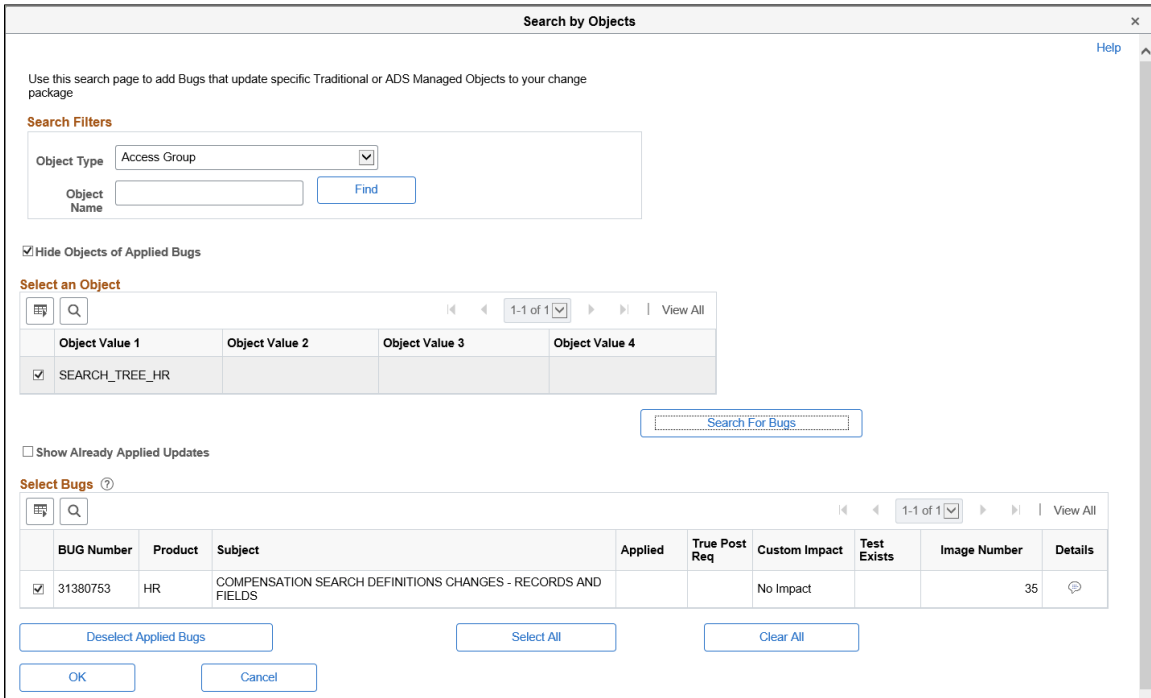 Search by Objects
×
Help
Use this search page to add Bugs that update specific Traditional or ADS Managed Objects to your change
package
Search Filters
Object Type Access Group
Object
Name
Find
Hide Objects of Applied Bugs
Select an Object
1-1 of 1 | View All
Object Value 1 Object Value 2 Object Value 3 Object Value 4
SEARCH_TREE_HR
Search For Bugs
Show Already Applied Updates
Select Bugs ?
1-1 of 1 | View All
BUG Number Product Subject Applied True Post Req Custom Impact Test Exists Image Number Details
31380753 HR COMPENSATION SEARCH DEFINITIONS CHANGES - RECORDS AND No Impact 35
FIELDS
Deselect Applied Bugs Select All Clear All
OK Cancel